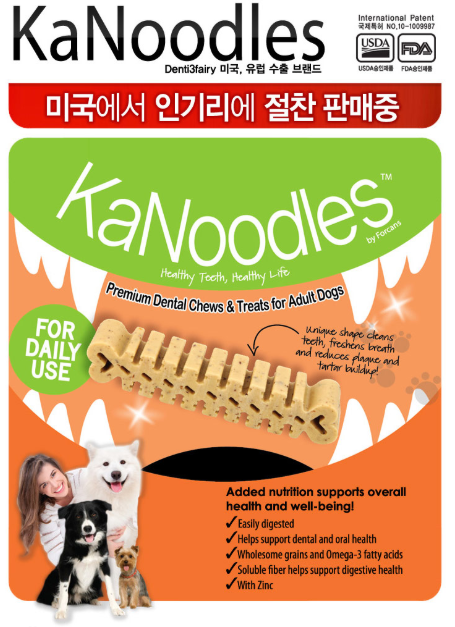 KaNoodles
Denti3fairy 미국, 유럽 수출 브랜드
International Patent
국제특허 NO.10-1009987
USDA
FDA
USDA승인제품
FDA승인제품
미국에서 인기리에 절찬 판매중
KaNoodles™
by Forcans
Healthy Teeth, Healthy Life
Premium Dental Chews & Treats for Adult Dogs
FOR
DAILY
USE
Unique shape cleans
teeth, freshens breath
and reduces plaque and
tartar buildup!
Added nutrition supports overall
health and well-being!
✓Easily digested
✓Helps support dental and oral health
✓Wholesome grains and Omega-3 fatty acids
✓Soluble fiber helps support digestive health
✓With Zinc